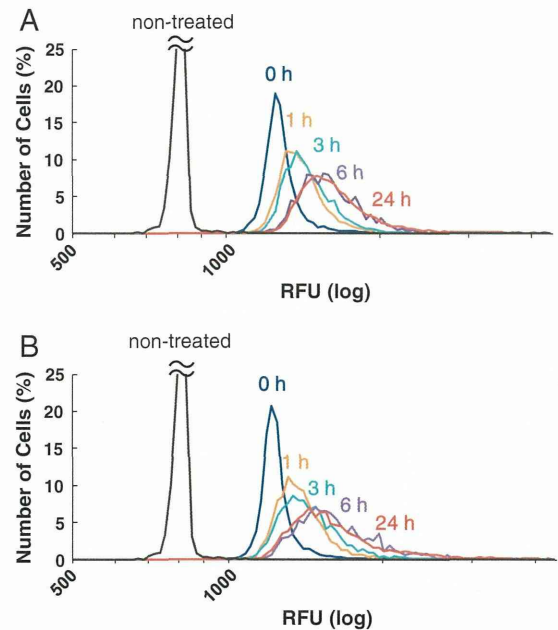 A
non-treated
25
20
15
10
5
0
Number of Cells (%)
0 h
1 h
3 h
6 h
24 h
500
1000
RFU (log)
B
non-treated
25
20
15
10
5
0
Number of Cells (%)
0 h
1 h
3 h
6 h
24 h
500
1000
RFU (log)